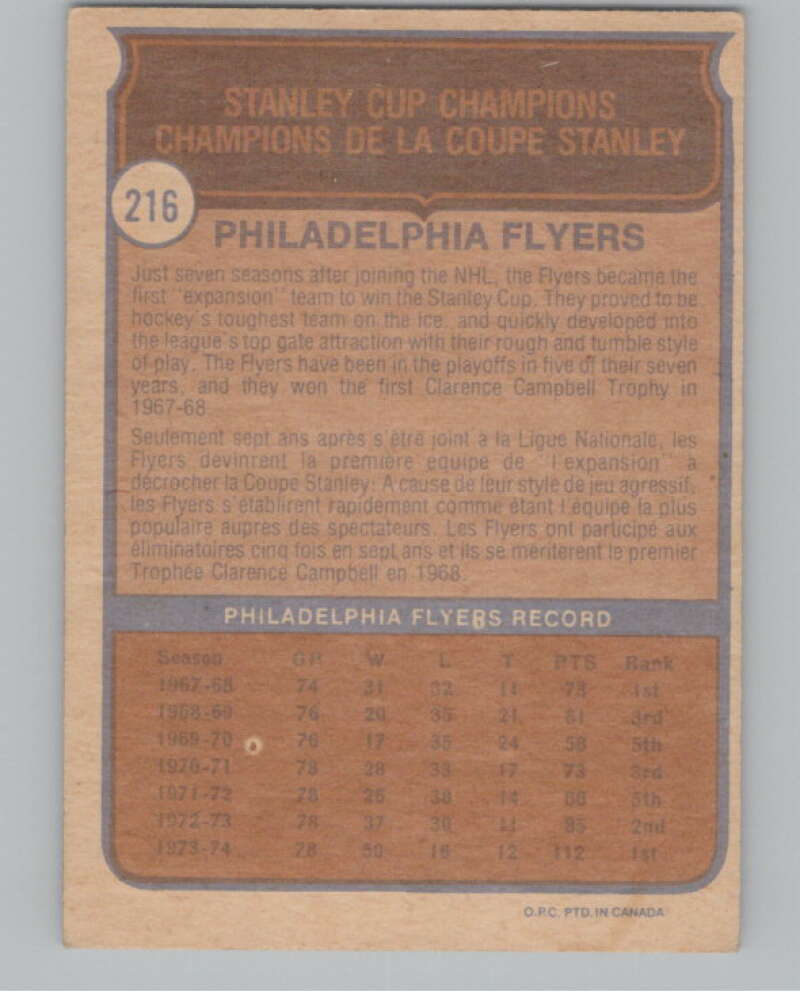 STANLEY CUP CHAMPIONS
CHAMPIONS DE LA COUPE STANLEY
216
PHILADELPHIA FLYERS
Just seven seasons after joining the NHL, the Flyers became the
first "expansion" team to win the Stanley Cup. They proved to be
hockey's toughest team on the ice, and quickly developed into
the league's top gate attraction with their rough and tumble style
of play. The Flyers have been in the playoffs in five of their seven
years, and they won the first Clarence Campbell Trophy in
1967-68.
Seulement sept ans après s'être joint à la Ligue Nationale, les
Flyers devinrent la première équipe de "l'expansion" à
décrocher la Coupe Stanley. A cause de leur style de jeu agressif,
les Flyers s'établirent rapidement comme étant l'équipe la plus
populaire auprès des spectateurs. Les Flyers ont participé aux
éliminatoires cinq fois en sept ans et ils se méritèrent le premier
Trophée Clarence Campbell en 1968.
PHILADELPHIA FLYERS RECORD
Season GP W L T PTS Rank
1967-68 74 31 32 11 73 1st
1968-69 76 20 35 21 61 3rd
1969-70 76 17 35 24 58 5th
1970-71 78 28 33 17 73 3rd
1971-72 78 26 38 14 66 5th
1972-73 78 37 30 11 85 2nd
1973-74 78 50 16 12 112 1st
O.P.C. PTD. IN CANADA